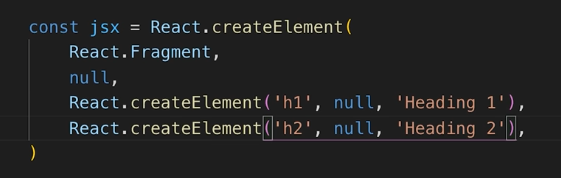 const jsx = React.createElement(
    React.Fragment,
    null,
    React.createElement('h1', null, 'Heading 1'),
    React.createElement('h2', null, 'Heading 2'),
)